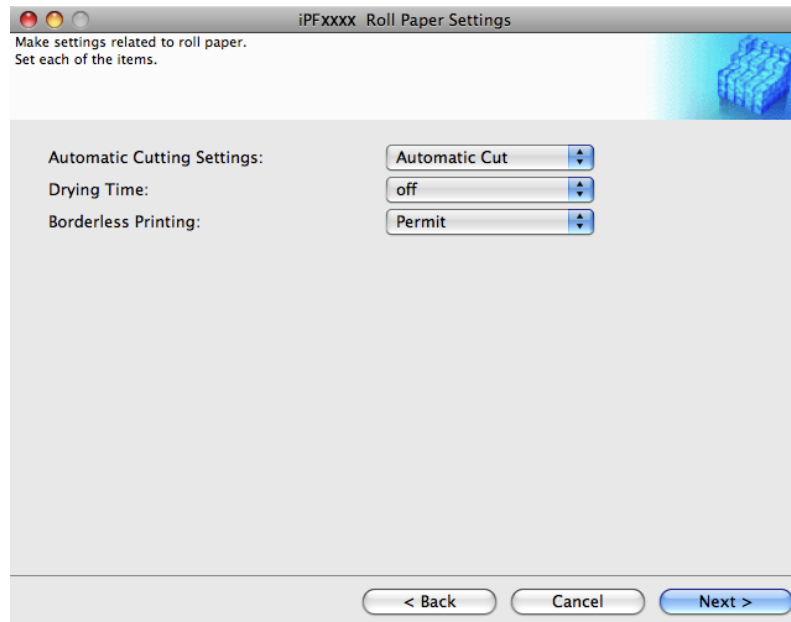 iPFxxxx Roll Paper Settings
Make settings related to roll paper.
Set each of the items.
Automatic Cutting Settings: Automatic Cut
Drying Time: off
Borderless Printing: Permit
< Back Cancel Next >